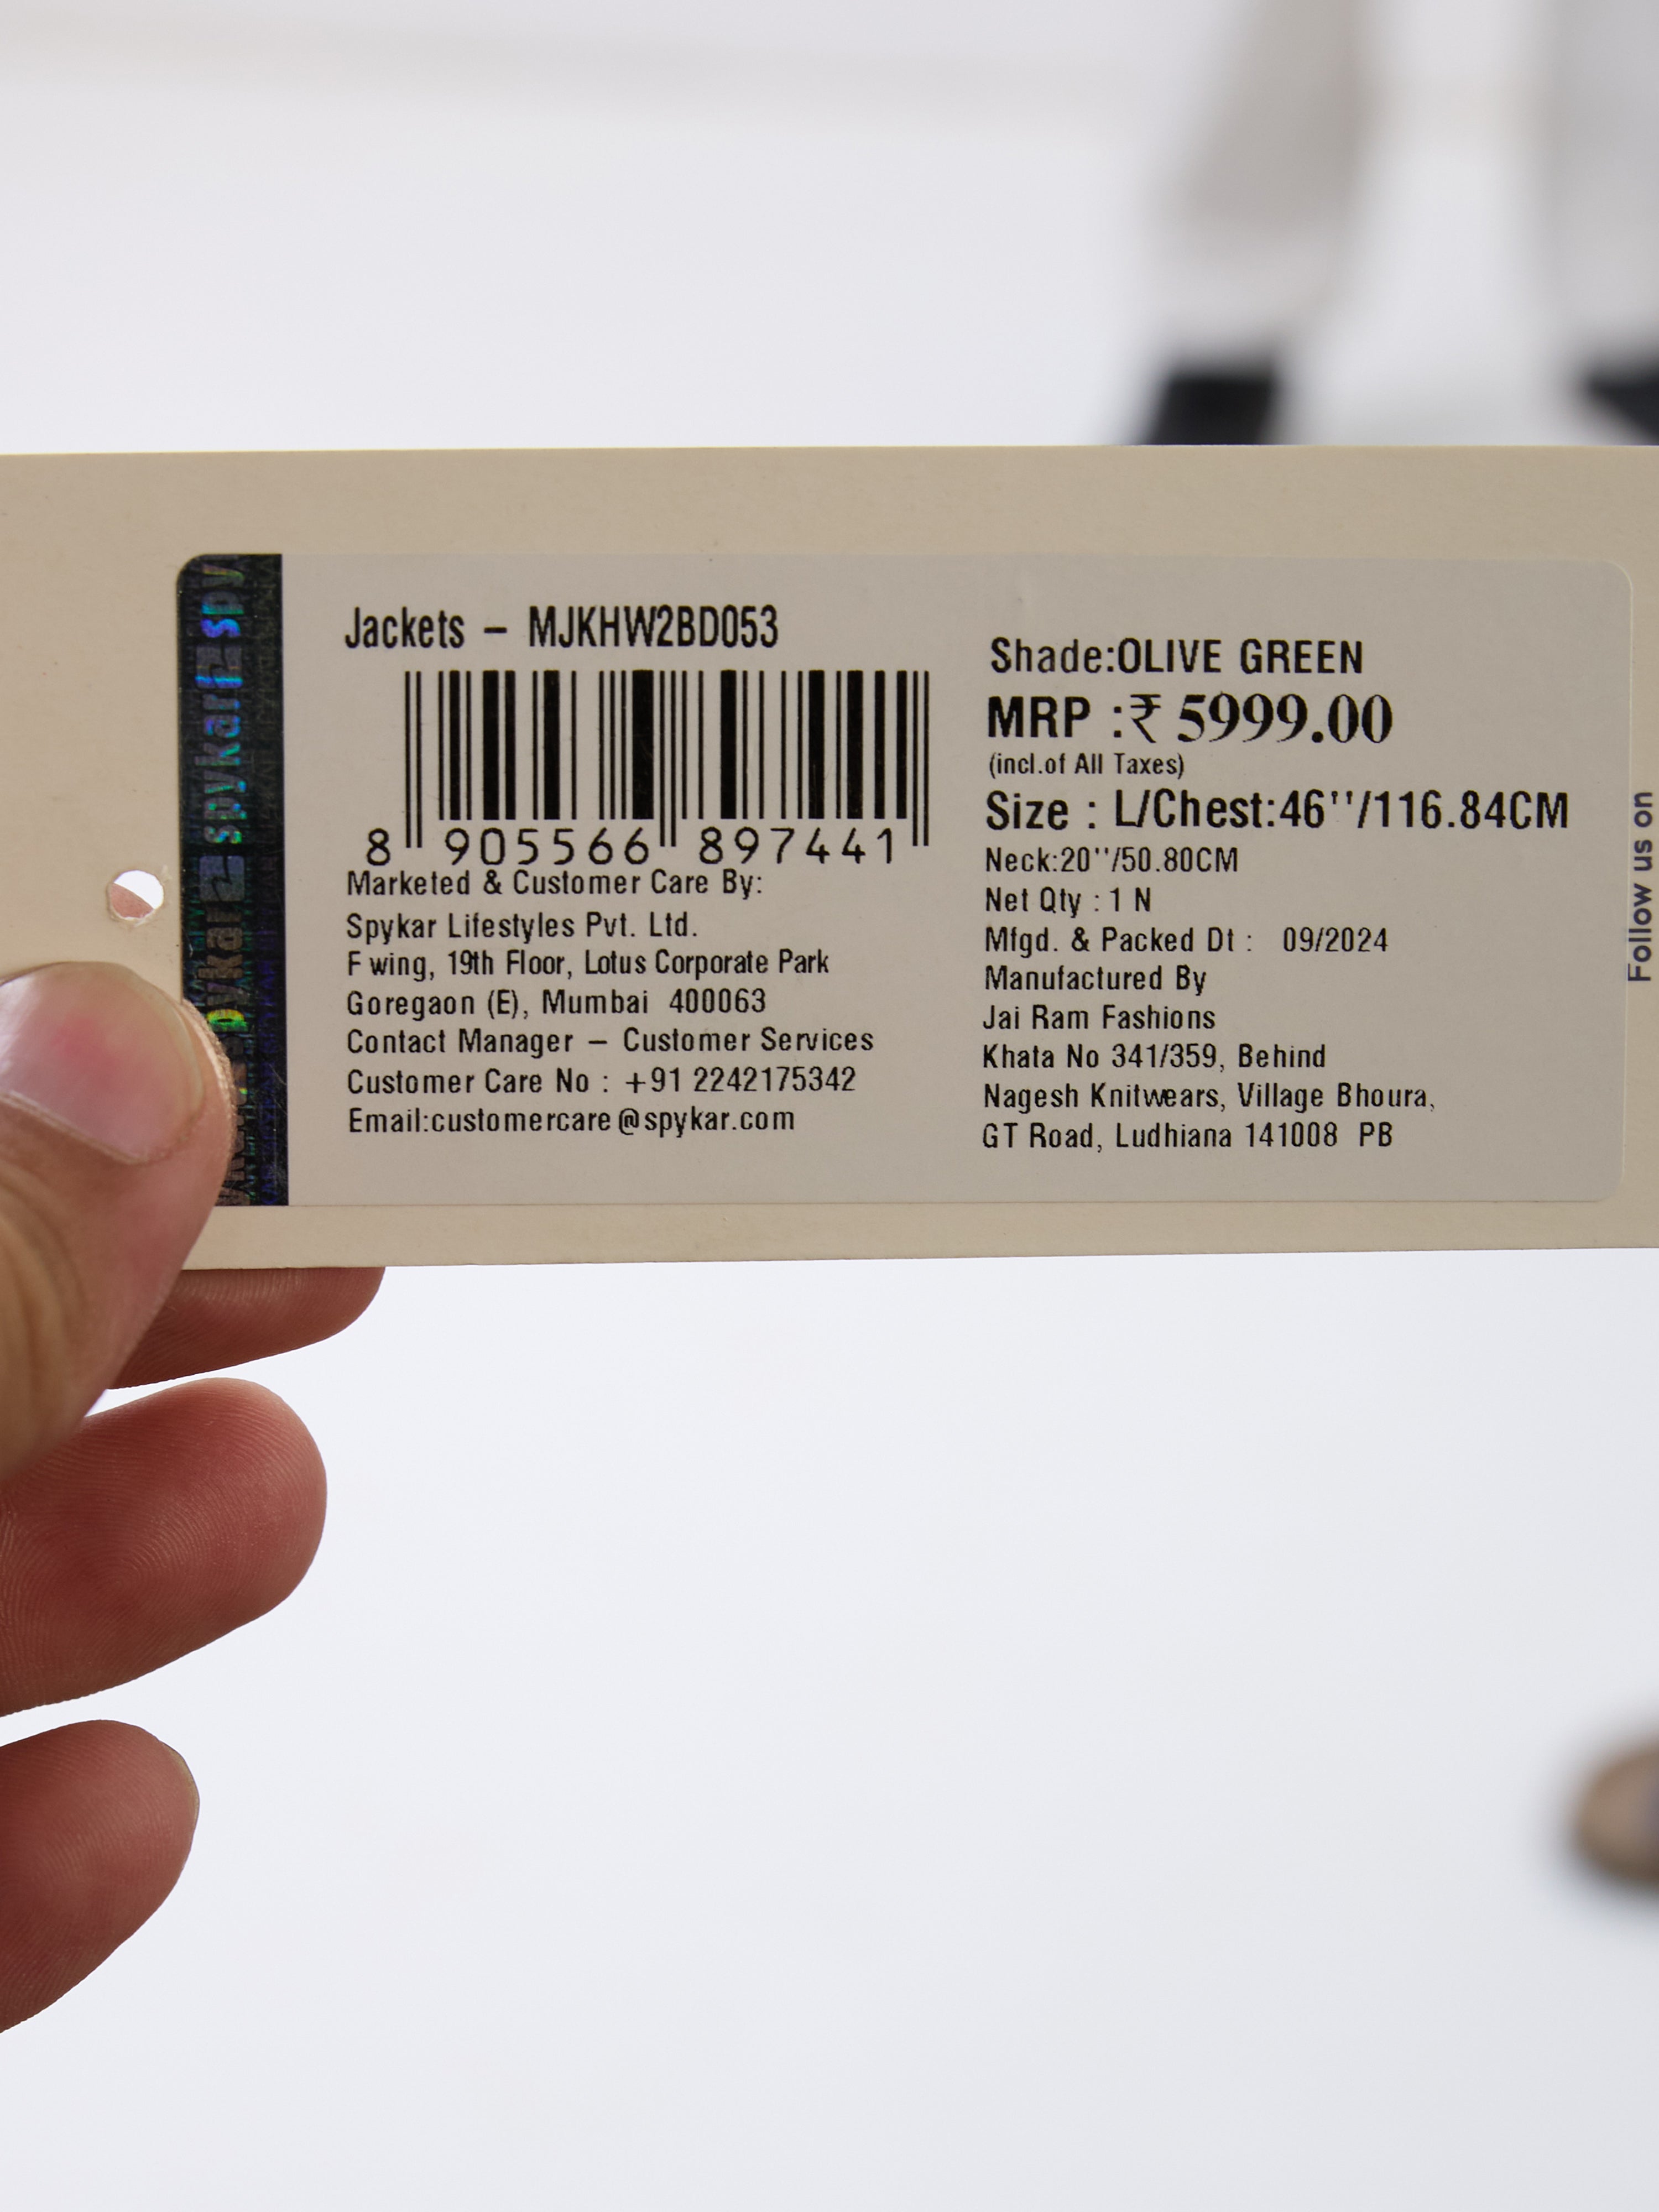 spykar spykar spy
Jackets – MJKHW2BD053
8 905566 897441
Marketed & Customer Care By:
Spykar Lifestyles Pvt. Ltd.
F wing, 19th Floor, Lotus Corporate Park
Goregaon (E), Mumbai 400063
Contact Manager – Customer Services
Customer Care No : +91 2242175342
Email:customercare@spykar.com
Shade:OLIVE GREEN
MRP :₹ 5999.00
(incl.of All Taxes)
Size : L/Chest:46''/116.84CM
Neck:20''/50.80CM
Net Qty : 1 N
Mfgd. & Packed Dt : 09/2024
Manufactured By
Jai Ram Fashions
Khata No 341/359, Behind
Nagesh Knitwears, Village Bhoura,
GT Road, Ludhiana 141008 PB
Follow us on